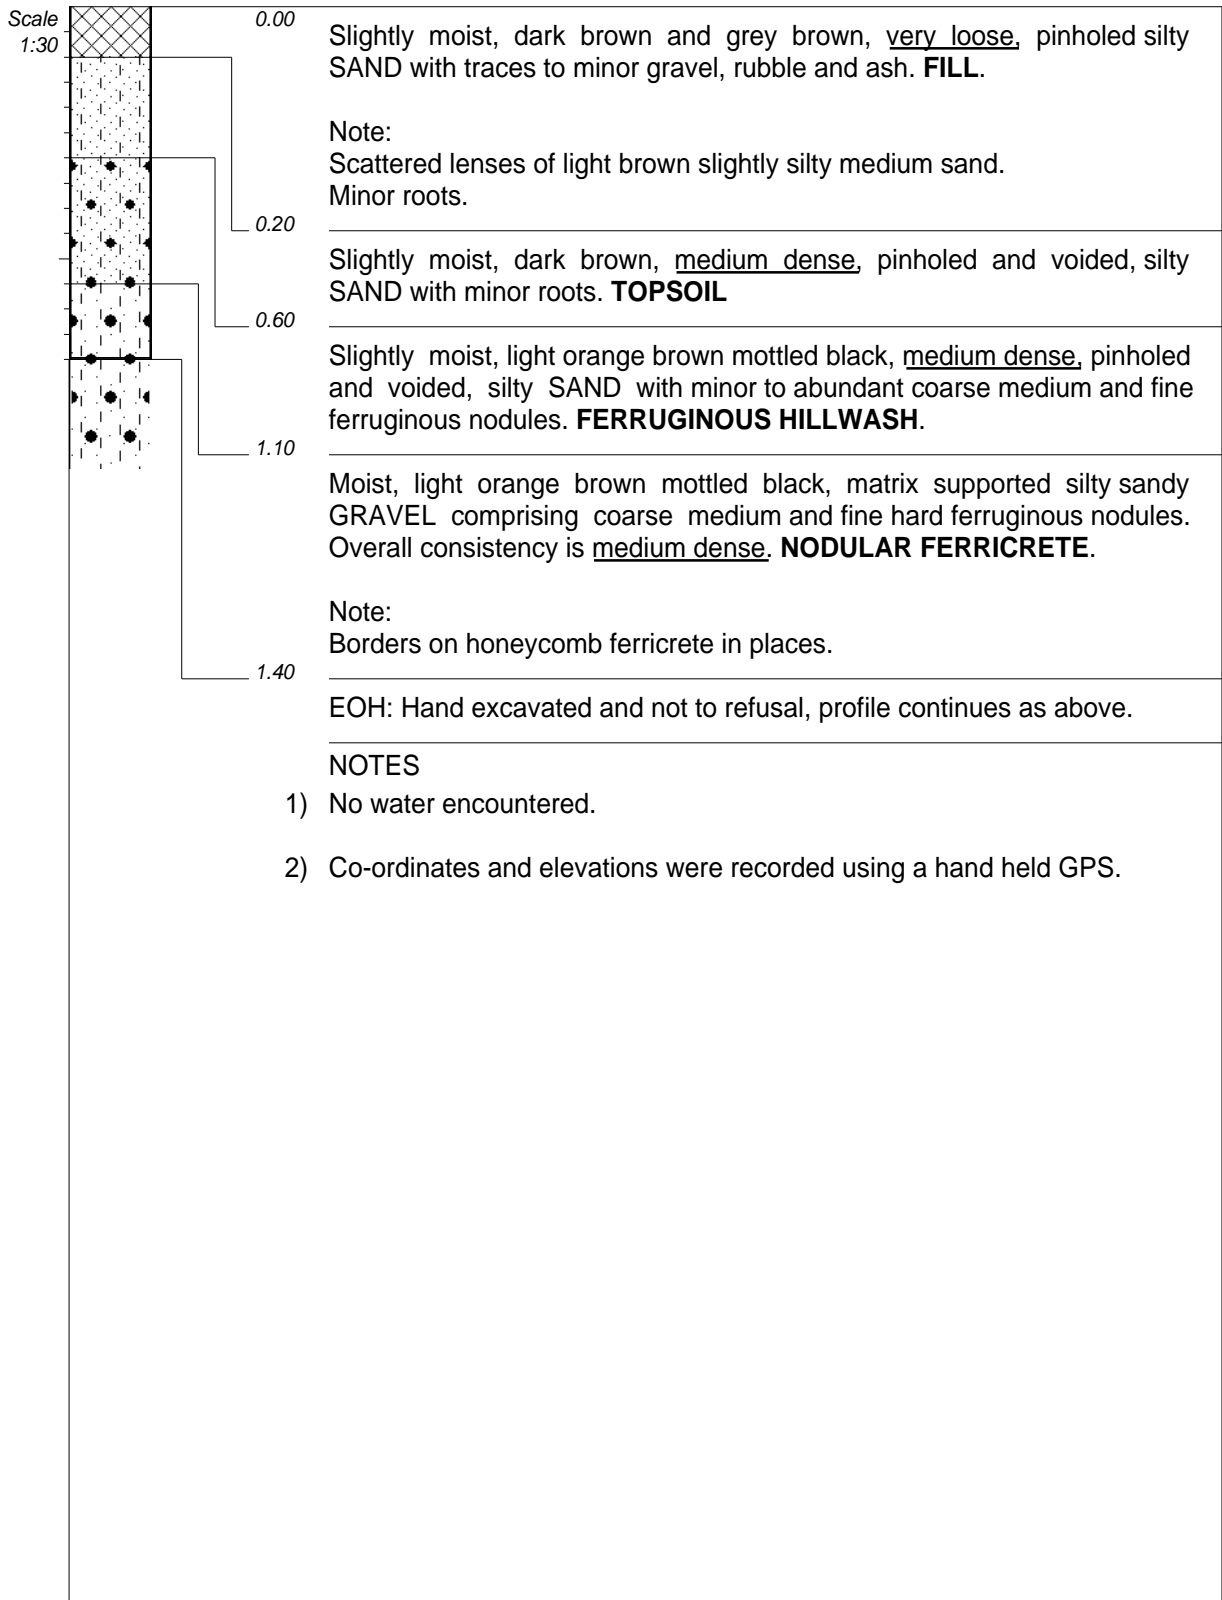 Scale
1:30
0.00
Slightly moist, dark brown and grey brown, very loose, pinholed silty
SAND with traces to minor gravel, rubble and ash. FILL.
Note:
Scattered lenses of light brown slightly silty medium sand.
Minor roots.
0.20
Slightly moist, dark brown, medium dense, pinholed and voided, silty
SAND with minor roots. TOPSOIL
0.60
Slightly moist, light orange brown mottled black, medium dense, pinholed
and voided, silty SAND with minor to abundant coarse medium and fine
ferruginous nodules. FERRUGINOUS HILLWASH.
1.10
Moist, light orange brown mottled black, matrix supported silty sandy
GRAVEL comprising coarse medium and fine hard ferruginous nodules.
Overall consistency is medium dense. NODULAR FERRICRETE.
Note:
Borders on honeycomb ferricrete in places.
1.40
EOH: Hand excavated and not to refusal, profile continues as above.
NOTES
1) No water encountered.
2) Co-ordinates and elevations were recorded using a hand held GPS.